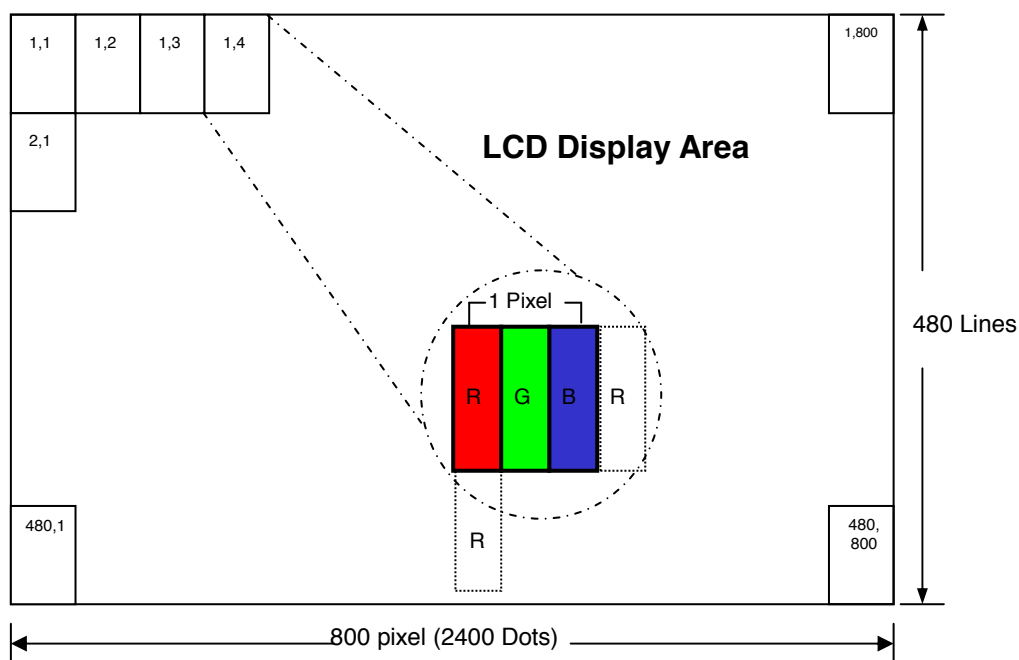 1,1
1,2
1,3
1,4
1,800
2,1
LCD Display Area
1 Pixel
480 Lines
R
G
B
R
480,1
R
480,
800
800 pixel (2400 Dots)